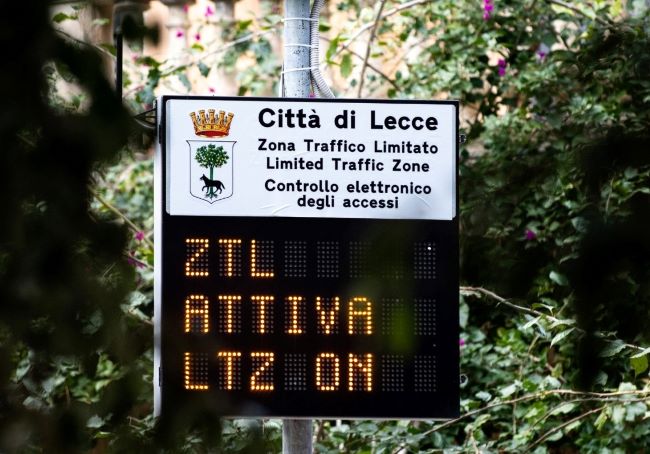 Città di Lecce
Zona Traffico Limitato
Limited Traffic Zone
Controllo elettronico
degli accessi
ZTL
ATTIVA
LTZ ON